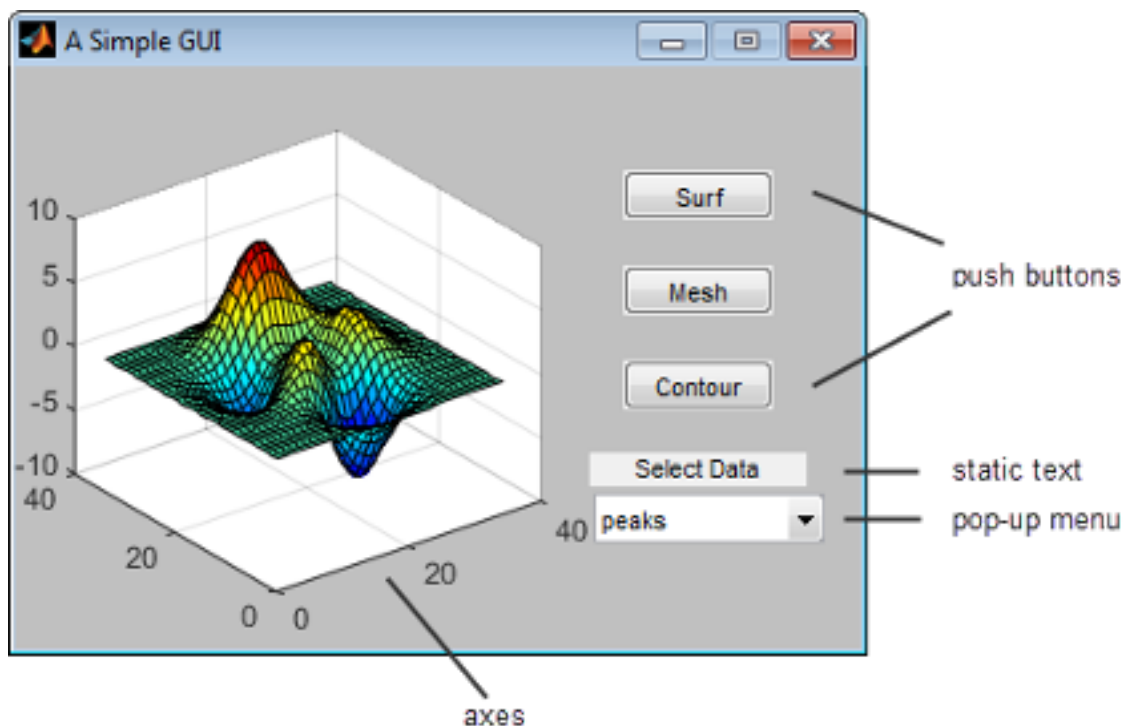 A Simple GUI
10
5
0
-5
-10
40
20
0
0
20
40
Surf
Mesh
Contour
Select Data
peaks
push buttons
static text
pop-up menu
axes